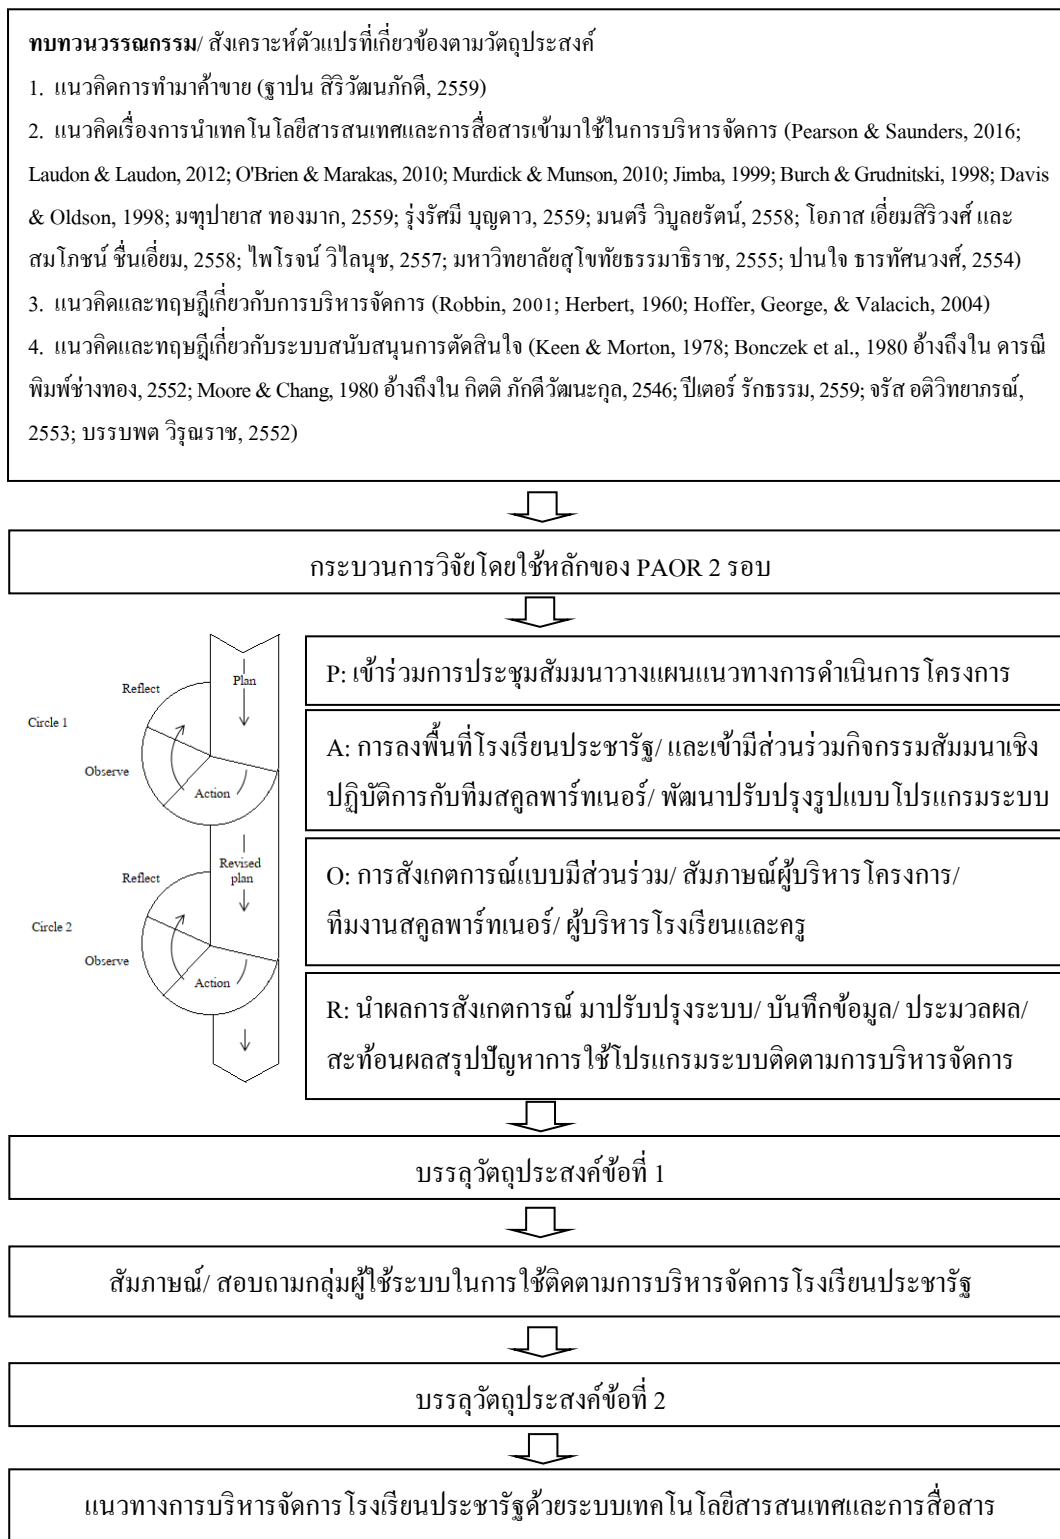 ทบทวนวรรณกรรม/ สังเคราะห์ตัวแปรที่เกี่ยวข้องตามวัตถุประสงค์
1. แนวคิดการทำมาค้าขาย (ฐาปน สิริวัฒนภักดี, 2559)
2. แนวคิดเรื่องการนำเทคโนโลยีสารสนเทศและการสื่อสารเข้ามาใช้ในการบริหารจัดการ (Pearson & Saunders, 2016;
Laudon & Laudon, 2012; O'Brien & Marakas, 2010; Murdick & Munson, 2010; Jimba, 1999; Burch & Grudnitski, 1998; Davis
& Oldson, 1998; มฑุปายาส ทองมาก, 2559; รุ่งรัศมี บุญดาว, 2559; มนตรี วิบูลยรัตน์, 2558; โอภาส เอี่ยมสิริวงศ์ และ
สมโภชน์ ชื่นเอี่ยม, 2558; ไพโรจน์ วิไลนุช, 2557; มหาวิทยาลัยสุโขทัยธรรมาธิราช, 2555; ปานใจ ธารทัศนวงศ์, 2554)
3. แนวคิดและทฤษฎีเกี่ยวกับการบริหารจัดการ (Robbin, 2001; Herbert, 1960; Hoffer, George, & Valacich, 2004)
4. แนวคิดและทฤษฎีเกี่ยวกับระบบสนับสนุนการตัดสินใจ (Keen & Morton, 1978; Bonczek et al., 1980 อ้างถึงใน ดารณี
พิมพ์ช่างทอง, 2552; Moore & Chang, 1980 อ้างถึงใน กิตติ ภักดีวัฒนะกุล, 2546; ปีเตอร์ รักธรรม, 2559; จรัส อติวิทยาภรณ์,
2553; บรรบพต วิรุณราช, 2552)
กระบวนการวิจัยโดยใช้หลักของ PAOR 2 รอบ
Plan
Reflect
Circle 1
Observe
Action
Revised
plan
Reflect
Circle 2
Observe
Action
P: เข้าร่วมการประชุมสัมมนาวางแผนแนวทางการดำเนินการโครงการ
A: การลงพื้นที่โรงเรียนประชารัฐ/ และเข้ามีส่วนร่วมกิจกรรมสัมมนาเชิง
ปฏิบัติการกับทีมสคูลพาร์ทเนอร์/ พัฒนาปรับปรุงรูปแบบโปรแกรมระบบ
O: การสังเกตการณ์แบบมีส่วนร่วม/ สัมภาษณ์ผู้บริหารโครงการ/
ทีมงานสคูลพาร์ทเนอร์/ ผู้บริหารโรงเรียนและครู
R: นำผลการสังเกตการณ์ มาปรับปรุงระบบ/ บันทึกข้อมูล/ ประมวลผล/
สะท้อนผลสรุปปัญหาการใช้โปรแกรมระบบติดตามการบริหารจัดการ
บรรลุวัตถุประสงค์ข้อที่ 1
สัมภาษณ์/ สอบถามกลุ่มผู้ใช้ระบบในการใช้ติดตามการบริหารจัดการโรงเรียนประชารัฐ
บรรลุวัตถุประสงค์ข้อที่ 2
แนวทางการบริหารจัดการโรงเรียนประชารัฐด้วยระบบเทคโนโลยีสารสนเทศและการสื่อสาร